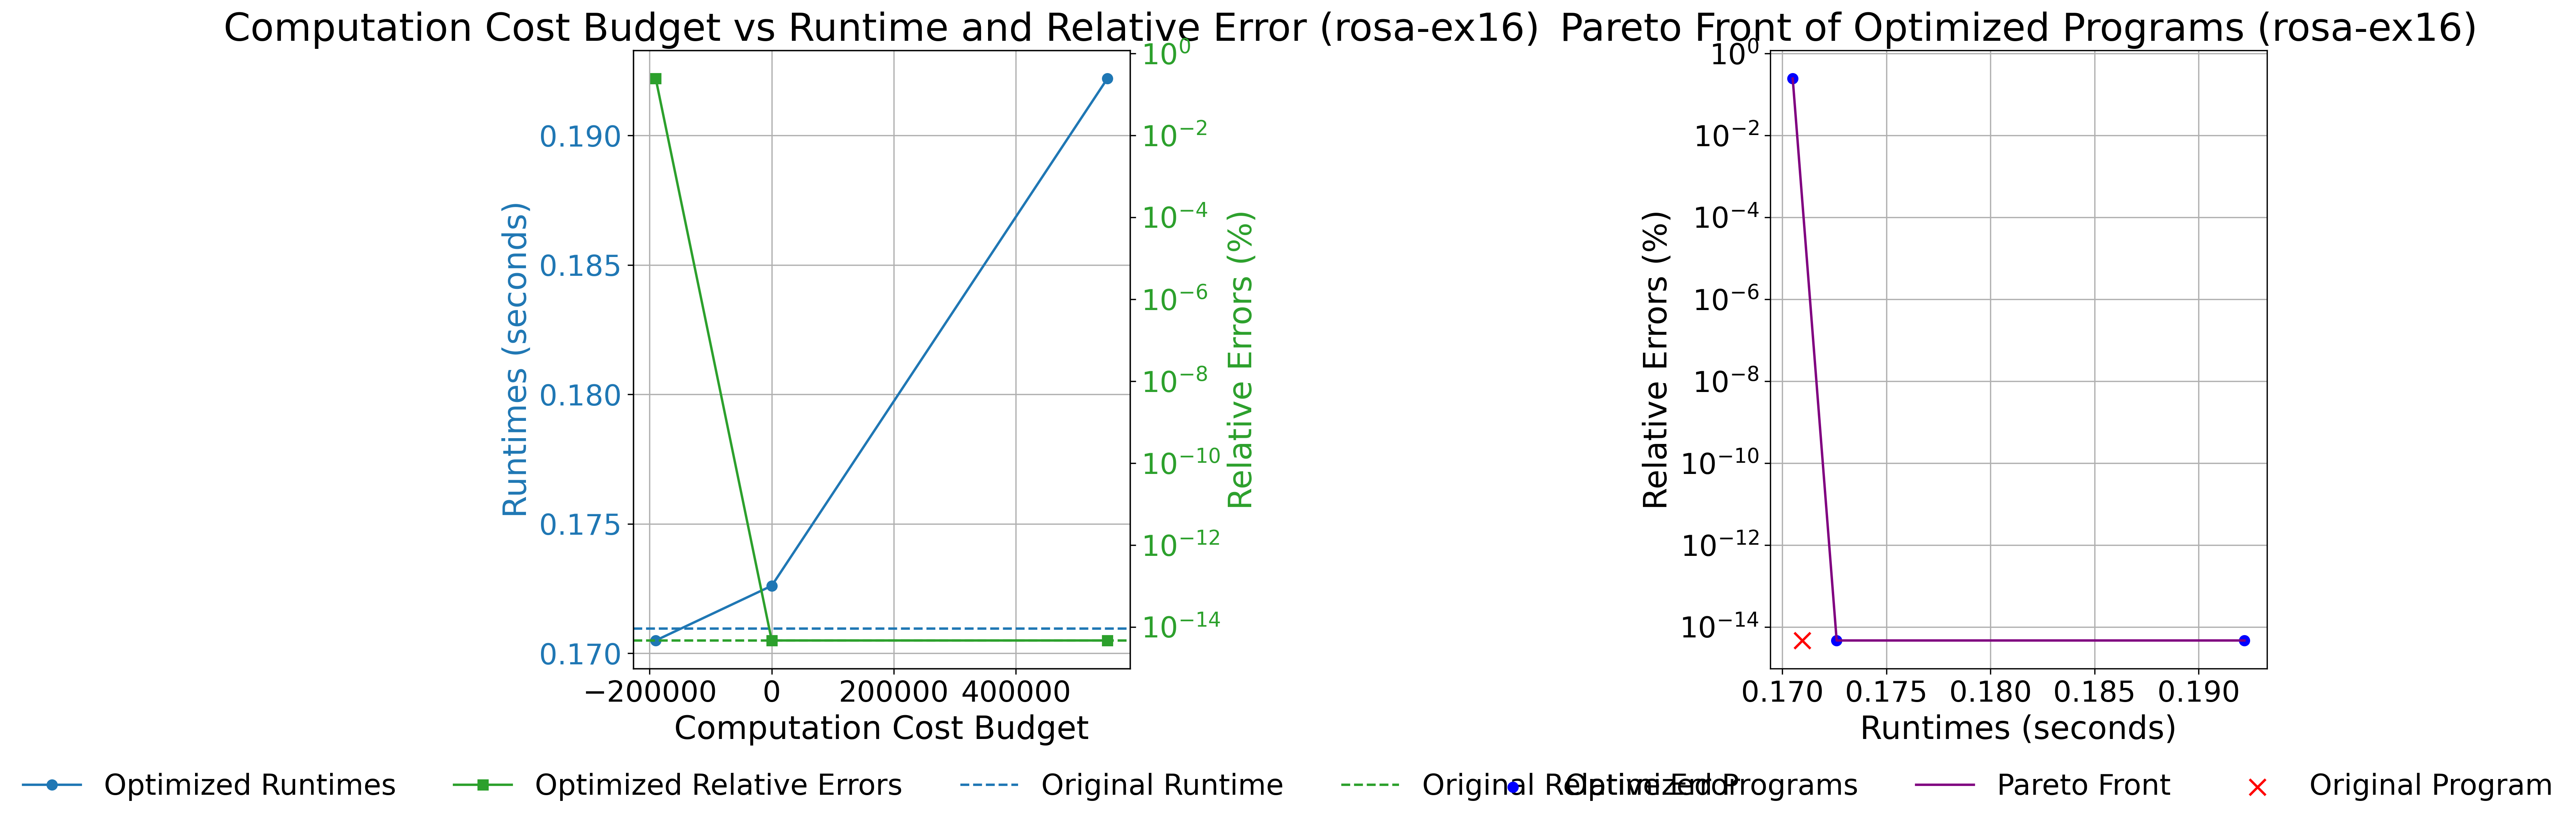 Computation Cost Budget vs Runtime and Relative Error (rosa-ex16)
Runtimes (seconds)
0.190
0.185
0.180
0.175
0.170
10^0
10^-2
10^-4
10^-6
10^-8
10^-10
10^-12
10^-14
Relative Errors (%)
−200000 0 200000 400000
Computation Cost Budget
Pareto Front of Optimized Programs (rosa-ex16)
Relative Errors (%)
10^0
10^-2
10^-4
10^-6
10^-8
10^-10
10^-12
10^-14
0.170 0.175 0.180 0.185 0.190
Runtimes (seconds)
Optimized Runtimes Optimized Relative Errors Original Runtime Original Relative Error
Optimized Programs Pareto Front Original Program